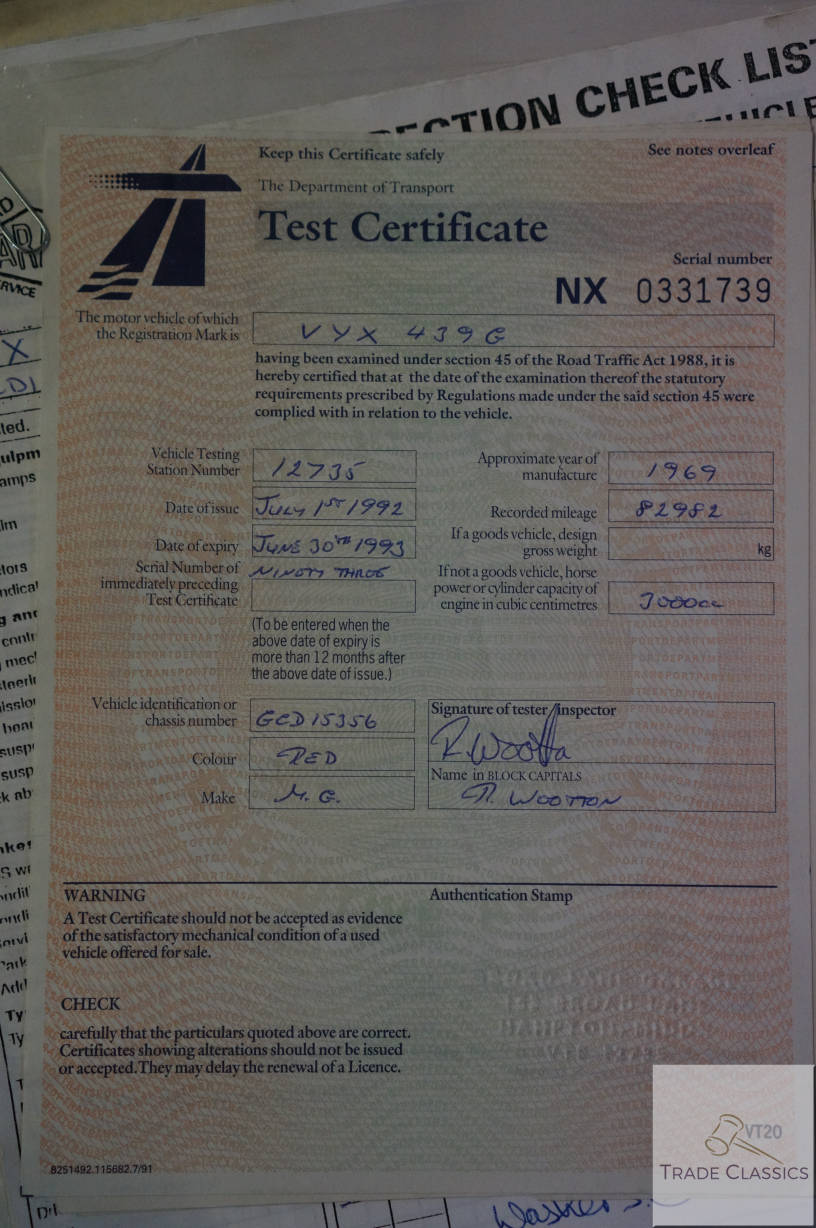 ECTION CHECK LIS
Keep this Certificate safely
See notes overleaf
The Department of Transport
Test Certificate
Serial number
NX 0331739
The motor vehicle of which
the Registration Mark is
VYX 439G
having been examined under section 45 of the Road Traffic Act 1988, it is
hereby certified that at the date of the examination thereof the statutory
requirements prescribed by Regulations made under the said section 45 were
complied with in relation to the vehicle.
Vehicle Testing
Station Number
12735
Approximate year of
manufacture
1969
Date of issue
JULY 1ST 1992
Recorded mileage
82982
Date of expiry
JUNE 30TH 1993
NINETY THREE
If a goods vehicle, design
gross weight
kg
Serial Number of
immediately preceding
Test Certificate
If not a goods vehicle, horse
power or cylinder capacity of
engine in cubic centimetres
3000cc
(To be entered when the
above date of expiry is
more than 12 months after
the above date of issue.)
Vehicle identification or
chassis number
GCD15356
Signature of tester/inspector
R. Wootton
Colour
RED
Name in BLOCK CAPITALS
R. WOOTTON
Make
M.G.
WARNING
A Test Certificate should not be accepted as evidence
of the satisfactory mechanical condition of a used
vehicle offered for sale.
Authentication Stamp
CHECK
carefully that the particulars quoted above are correct.
Certificates showing alterations should not be issued
or accepted. They may delay the renewal of a Licence.
8251492.115682.7/91
VT20
TRADE CLASSICS